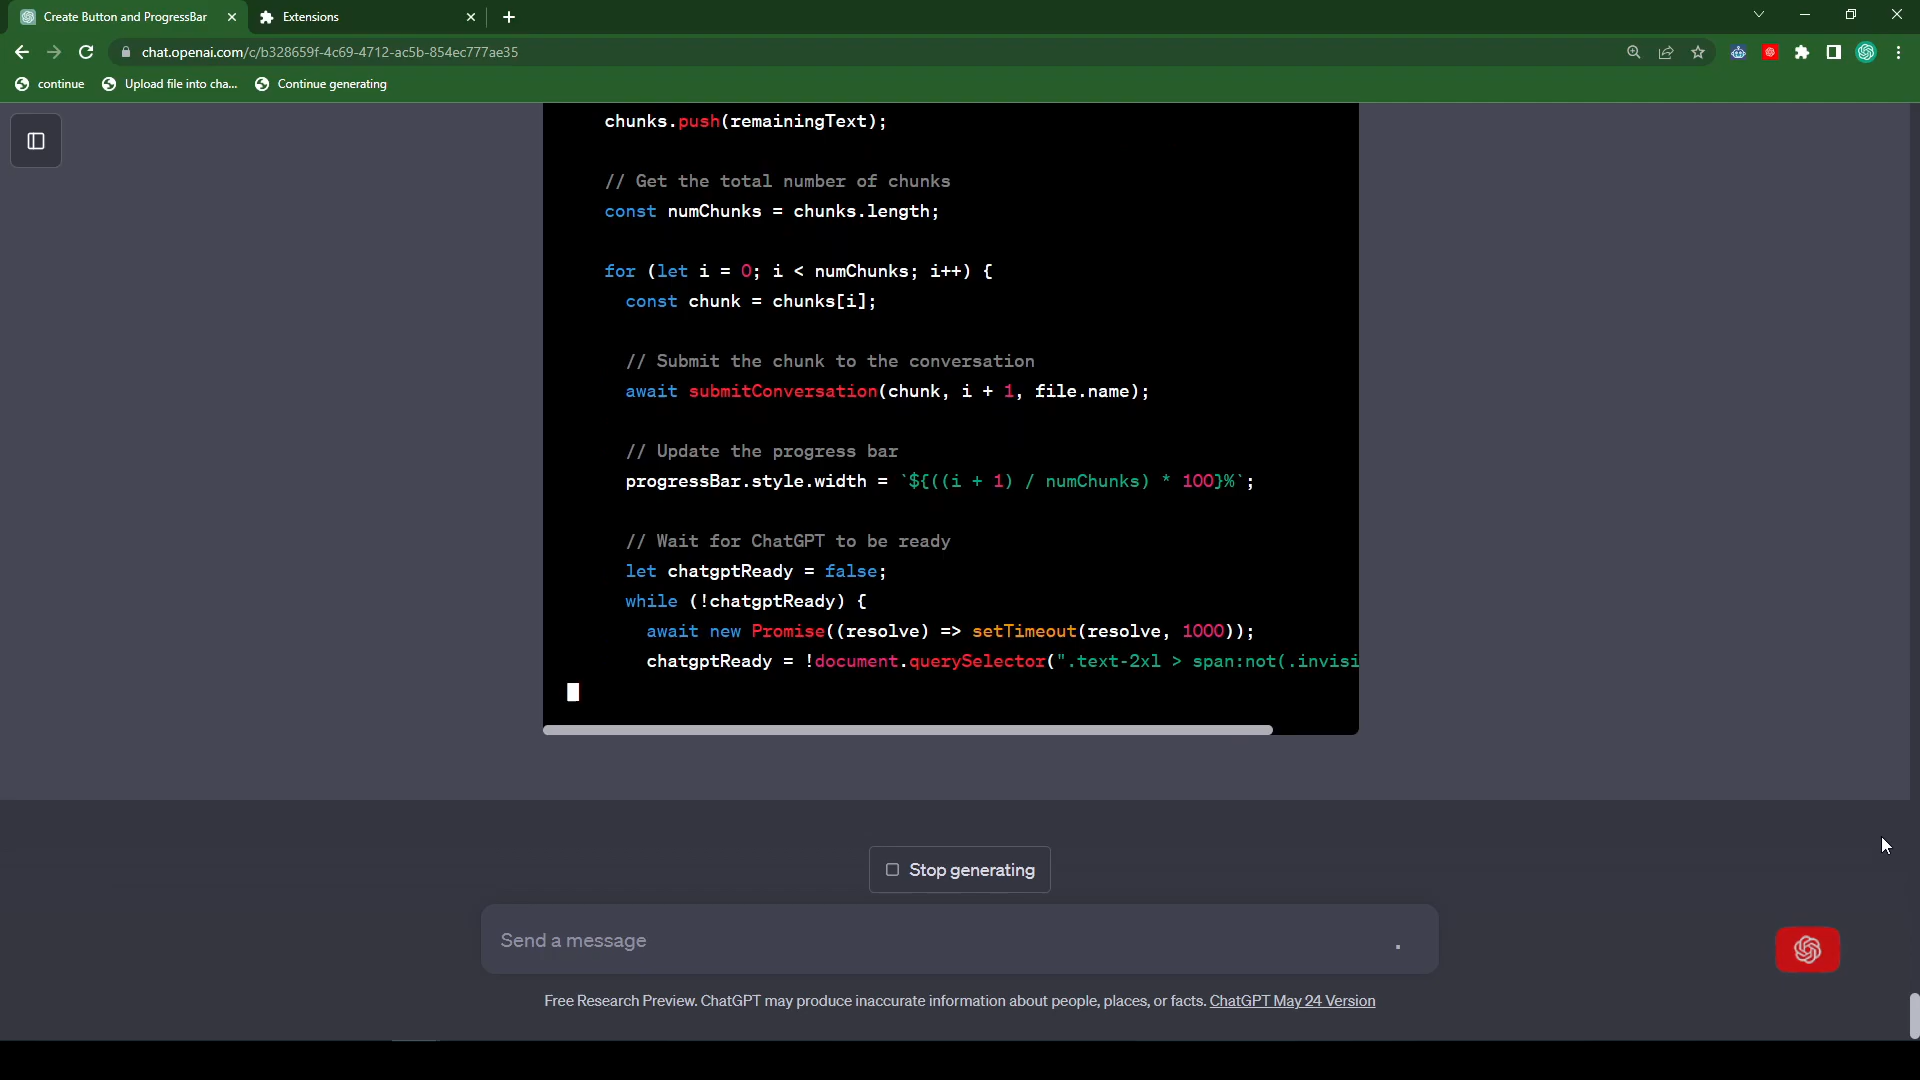 Create Button and ProgressBar
Extensions
chat.openai.com/c/b328659f-4c69-4712-ac5b-854ec777ae35
continue
Upload file into cha...
Continue generating
chunks.push(remainingText);
// Get the total number of chunks
const numChunks = chunks.length;
for (let i = 0; i < numChunks; i++) {
const chunk = chunks[i];
// Submit the chunk to the conversation
await submitConversation(chunk, i + 1, file.name);
// Update the progress bar
progressBar.style.width = `${((i + 1) / numChunks) * 100}%`;
// Wait for ChatGPT to be ready
let chatgptReady = false;
while (!chatgptReady) {
await new Promise((resolve) => setTimeout(resolve, 1000));
chatgptReady = !document.querySelector(".text-2xl > span:not(.invisi
Stop generating
Send a message
Free Research Preview. ChatGPT may produce inaccurate information about people, places, or facts. ChatGPT May 24 Version